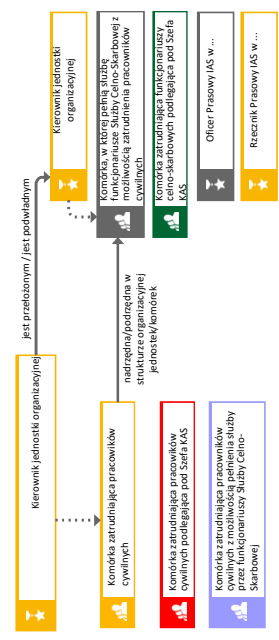 Kierownik jednostki organizacyjnej
jest przełożonym / jest podwładnym
Kierownik jednostki
organizacyjnej
Komórka zatrudniająca pracowików
cywilnych
nadrzędna/podrzędna w
strukturze organizacyjnej
jednostek/komórek
Komórka, w której pełnią służbę
funkcjonariusze Służby Celno-Skarbowej z
możliwością zatrudnienia pracowników
cywilnych
Komórka zatrudniająca pracowików
cywilnych podlegająca pod Szefa KAS
Komórka zatrudniająca funkcjonariuszy
celno-skarbowych podlegająca pod Szefa
KAS
Komórka zatrudniająca pracowników
cywilnych z możliwością pełnienia służby
przez funkcjonariuszy Służby Celno-
Skarbowej
Oficer Prasowy IAS w ...
Rzecznik Prasowy IAS w ...